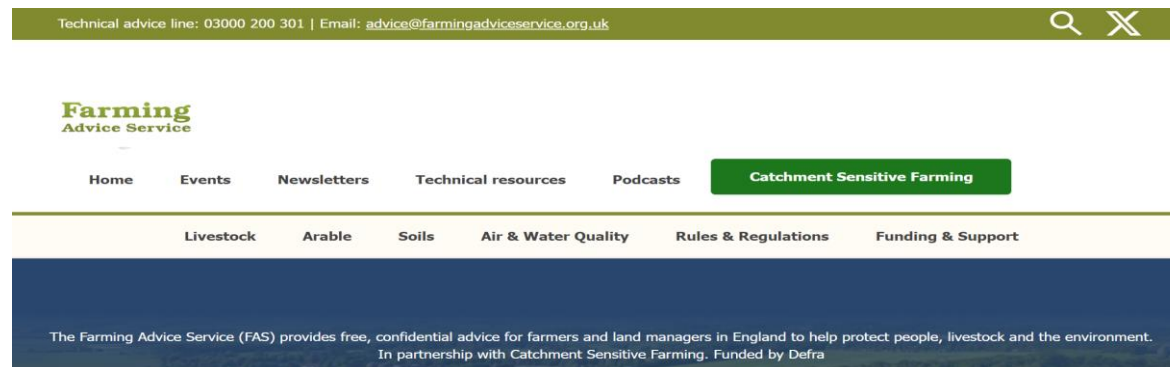 Technical advice line: 03000 200 301 | Email: advice@farmingadviceservice.org.uk
Farming
Advice Service
Home Events Newsletters Technical resources Podcasts Catchment Sensitive Farming
Livestock Arable Soils Air & Water Quality Rules & Regulations Funding & Support
The Farming Advice Service (FAS) provides free, confidential advice for farmers and land managers in England to help protect people, livestock and the environment.
In partnership with Catchment Sensitive Farming. Funded by Defra